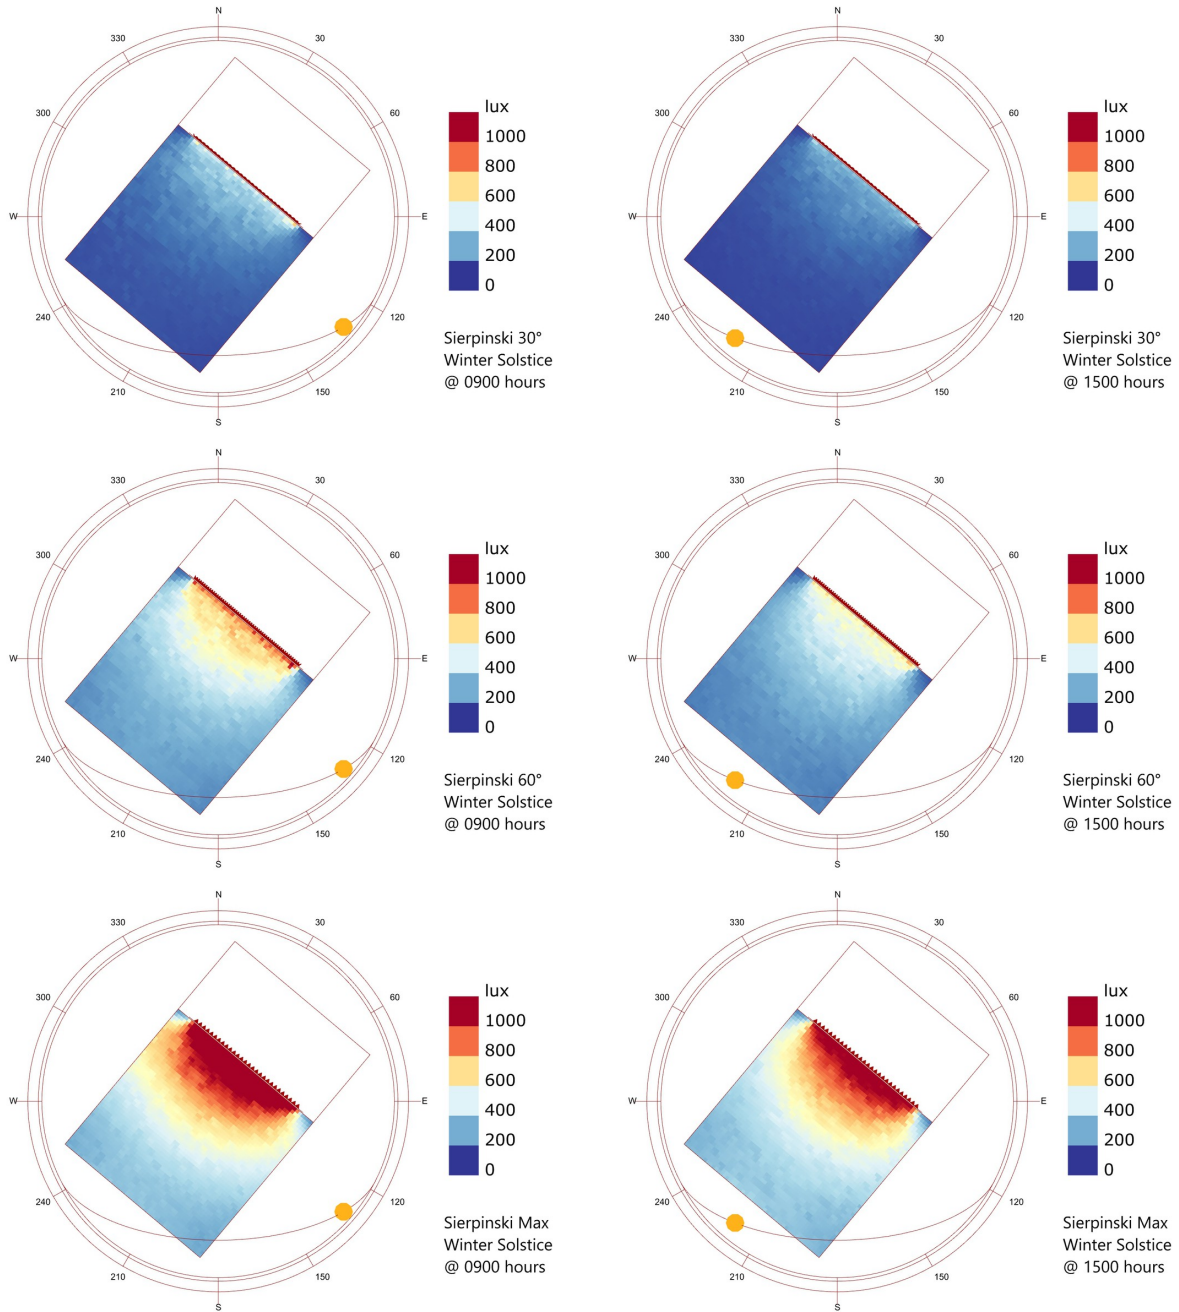 N
330
30
300
60
W
E
240
120
210
150
S
lux
1000
800
600
400
200
0
Sierpinski 30°
Winter Solstice
@ 0900 hours
N
330
30
300
60
W
E
240
120
210
150
S
lux
1000
800
600
400
200
0
Sierpinski 30°
Winter Solstice
@ 1500 hours
N
330
30
300
60
W
E
240
120
210
150
S
lux
1000
800
600
400
200
0
Sierpinski 60°
Winter Solstice
@ 0900 hours
N
330
30
300
60
W
E
240
120
210
150
S
lux
1000
800
600
400
200
0
Sierpinski 60°
Winter Solstice
@ 1500 hours
N
330
30
300
60
W
E
240
120
210
150
S
lux
1000
800
600
400
200
0
Sierpinski Max
Winter Solstice
@ 0900 hours
N
330
30
300
60
W
E
240
120
210
150
S
lux
1000
800
600
400
200
0
Sierpinski Max
Winter Solstice
@ 1500 hours